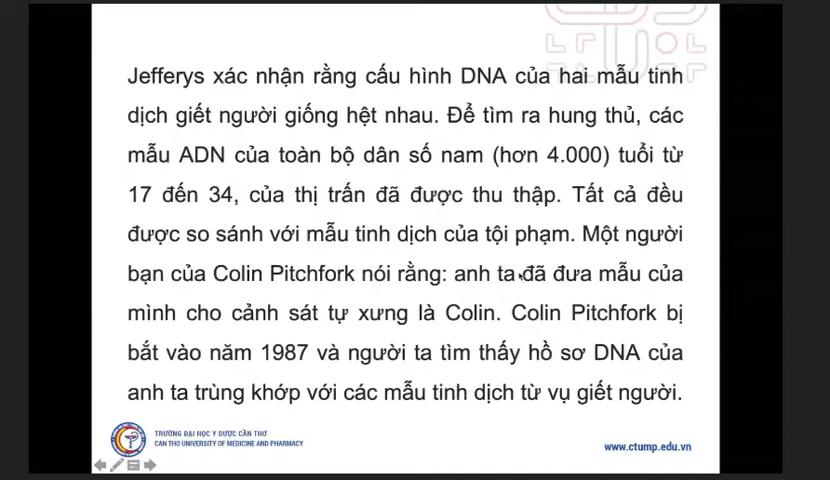 Jefferys xác nhận rằng cấu hình DNA của hai mẫu tinh
dịch giết người giống hệt nhau. Để tìm ra hung thủ, các
mẫu ADN của toàn bộ dân số nam (hơn 4.000) tuổi từ
17 đến 34, của thị trấn đã được thu thập. Tất cả đều
được so sánh với mẫu tinh dịch của tội phạm. Một người
bạn của Colin Pitchfork nói rằng: anh ta đã đưa mẫu của
mình cho cảnh sát tự xưng là Colin. Colin Pitchfork bị
bắt vào năm 1987 và người ta tìm thấy hồ sơ DNA của
anh ta trùng khớp với các mẫu tinh dịch từ vụ giết người.
TRƯỜNG ĐẠI HỌC Y DƯỢC CẦN THƠ
CAN THO UNIVERSITY OF MEDICINE AND PHARMACY
www.ctump.edu.vn